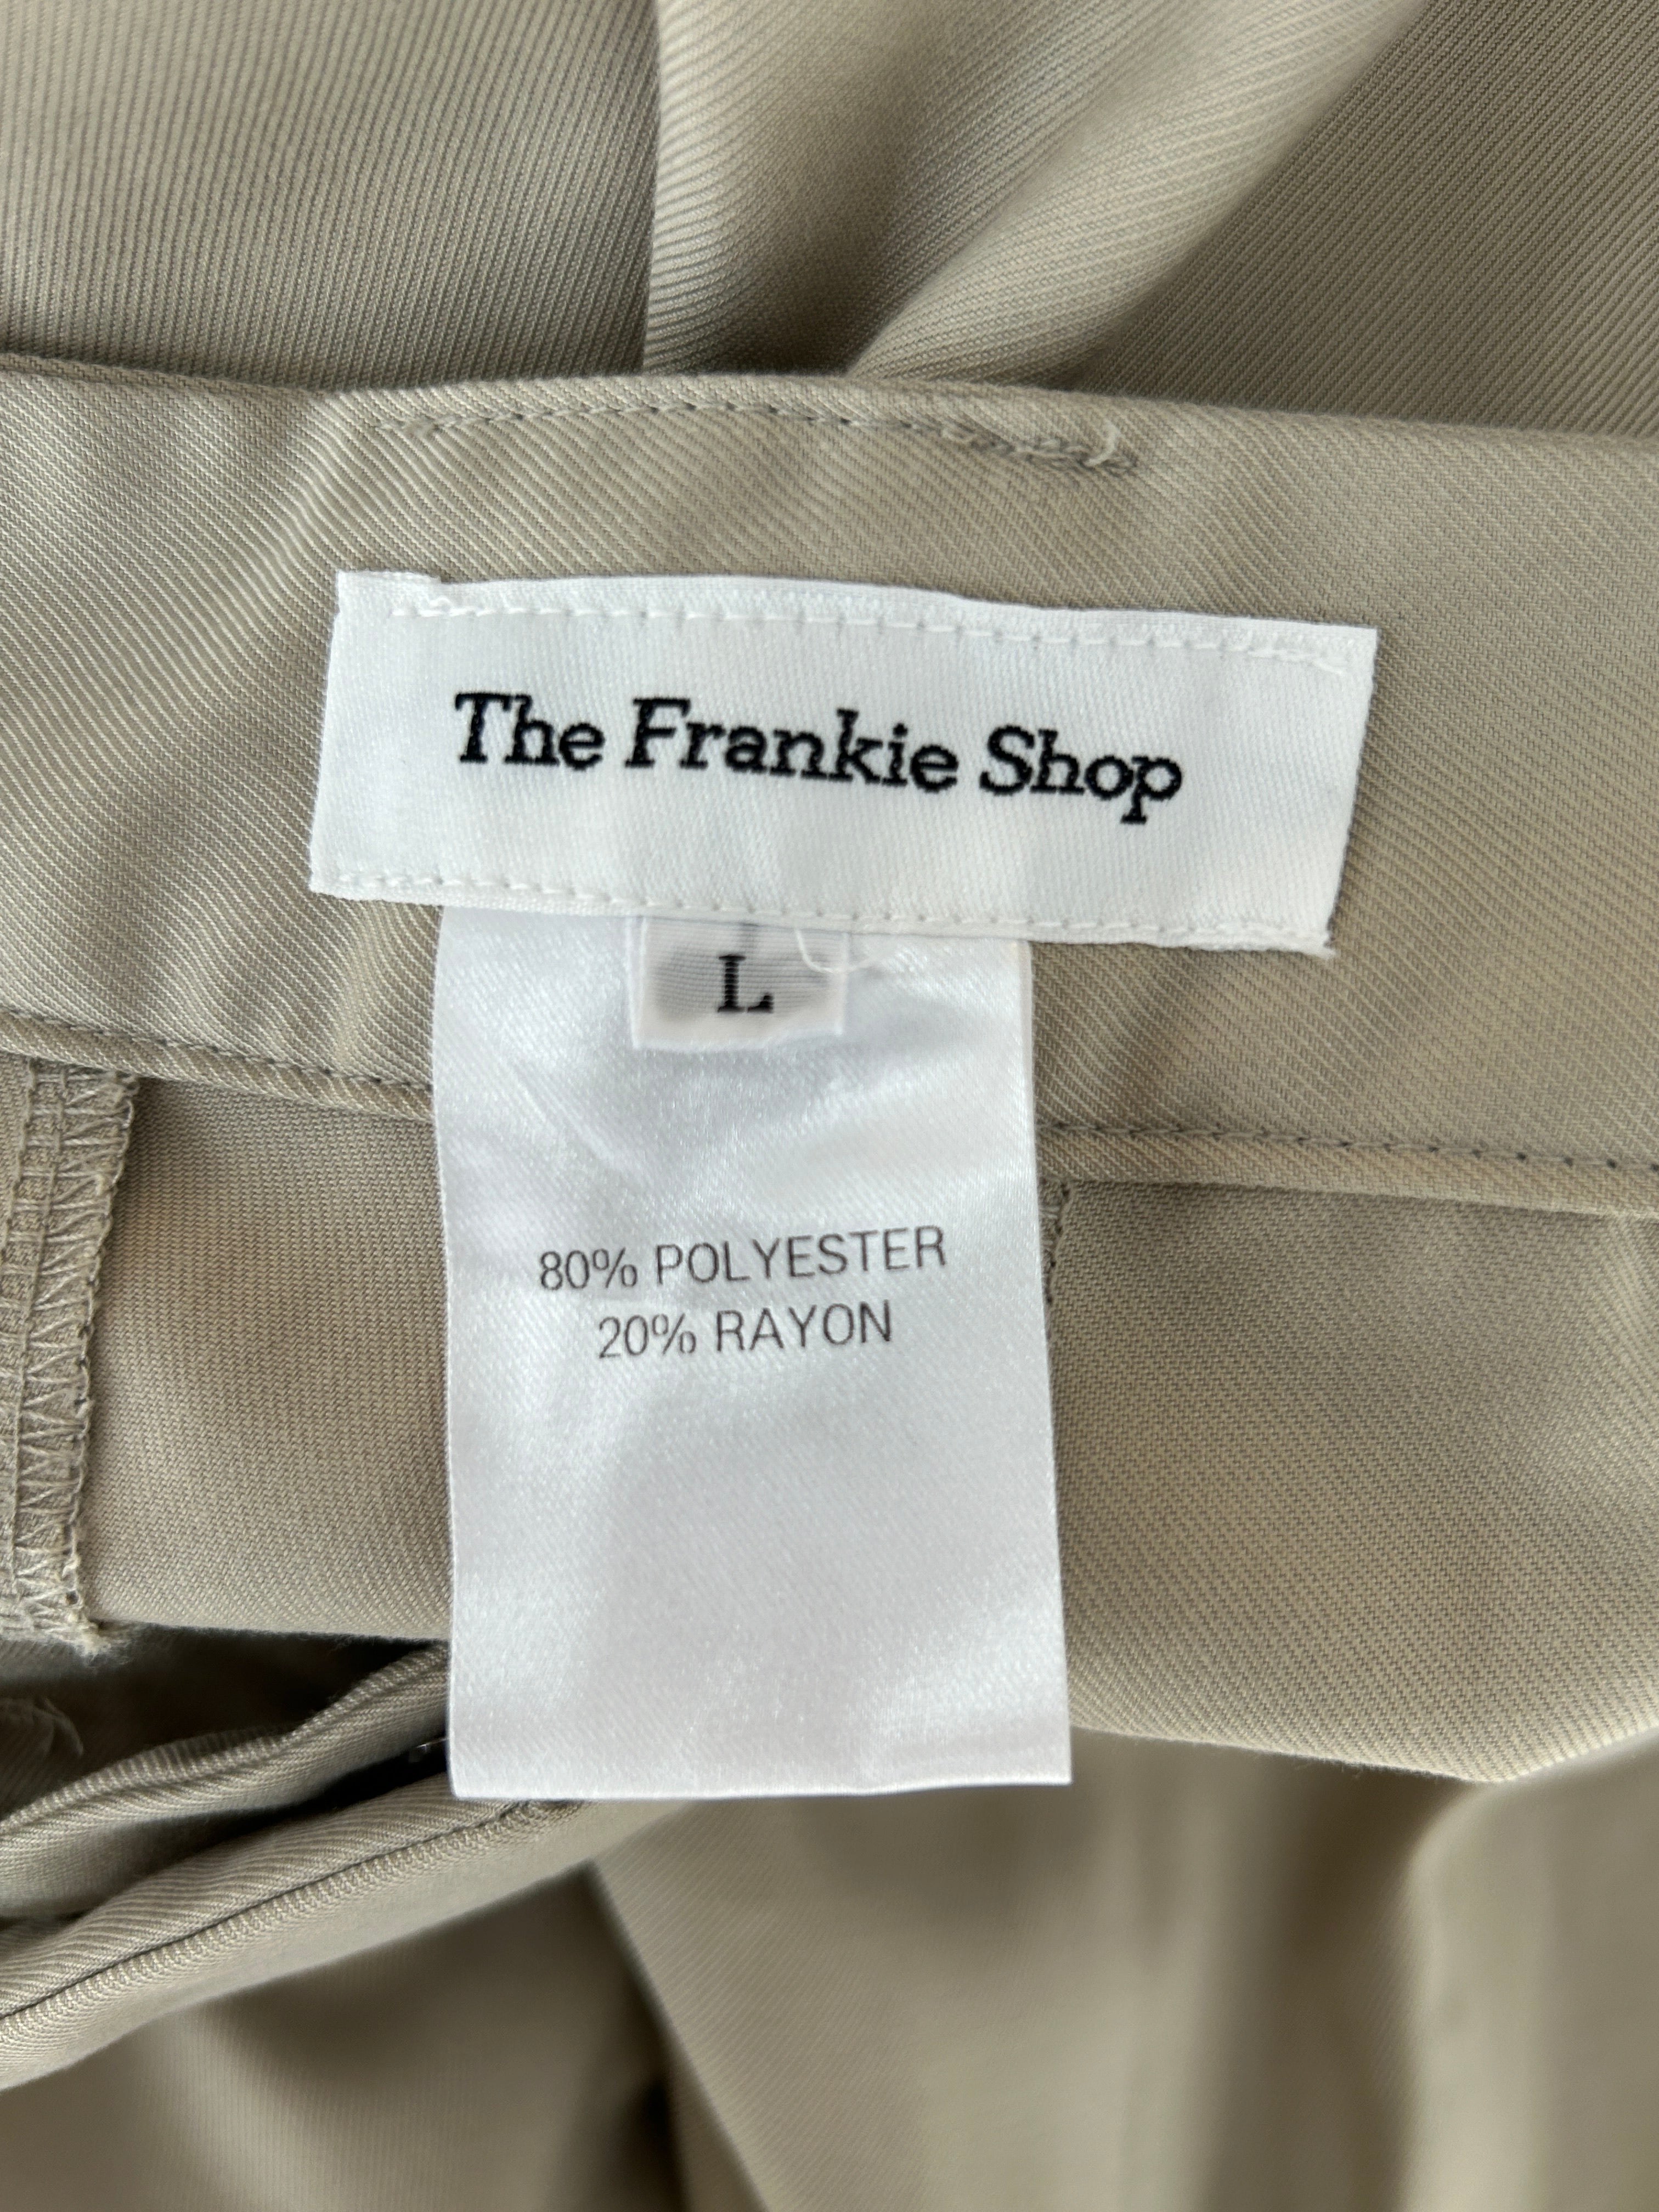 The Frankie Shop
L
80% POLYESTER
20% RAYON